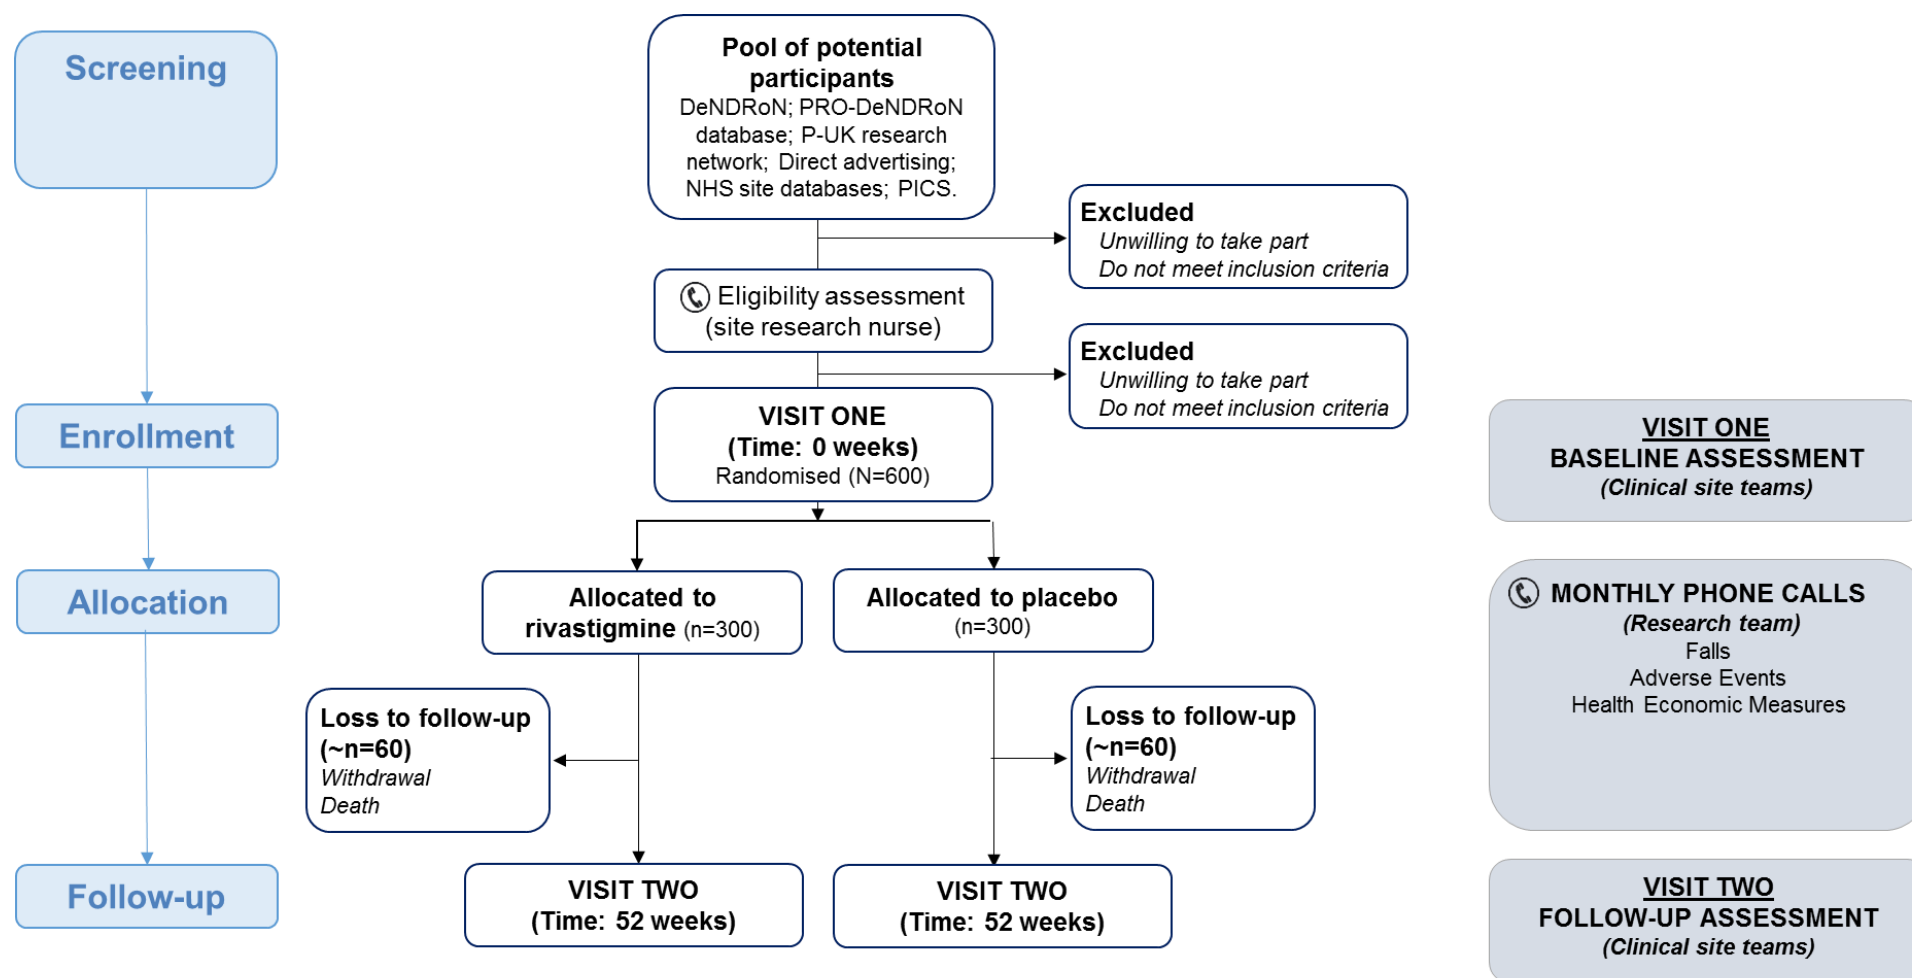 Screening
Pool of potential
participants
DeNDRoN; PRO-DeNDRoN
database; P-UK research
network; Direct advertising;
NHS site databases; PICS.
Excluded
Unwilling to take part
Do not meet inclusion criteria
Eligibility assessment
(site research nurse)
Excluded
Unwilling to take part
Do not meet inclusion criteria
Enrollment
VISIT ONE
(Time: 0 weeks)
Randomised (N=600)
VISIT ONE
BASELINE ASSESSMENT
(Clinical site teams)
Allocation
Allocated to
rivastigmine (n=300)
Allocated to placebo
(n=300)
MONTHLY PHONE CALLS
(Research team)
Falls
Adverse Events
Health Economic Measures
Loss to follow-up
(~n=60)
Withdrawal
Death
Loss to follow-up
(~n=60)
Withdrawal
Death
Follow-up
VISIT TWO
(Time: 52 weeks)
VISIT TWO
(Time: 52 weeks)
VISIT TWO
FOLLOW-UP ASSESSMENT
(Clinical site teams)